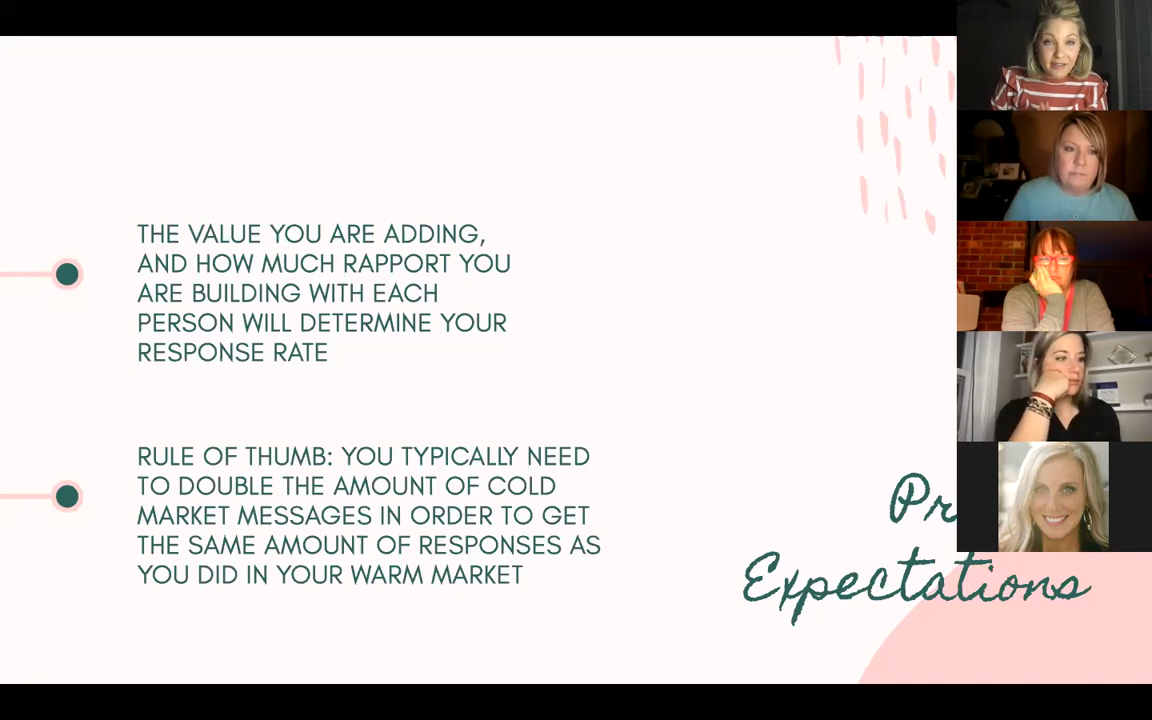 THE VALUE YOU ARE ADDING,
AND HOW MUCH RAPPORT YOU
ARE BUILDING WITH EACH
PERSON WILL DETERMINE YOUR
RESPONSE RATE
RULE OF THUMB: YOU TYPICALLY NEED
TO DOUBLE THE AMOUNT OF COLD
MARKET MESSAGES IN ORDER TO GET
THE SAME AMOUNT OF RESPONSES AS
YOU DID IN YOUR WARM MARKET
Expectations